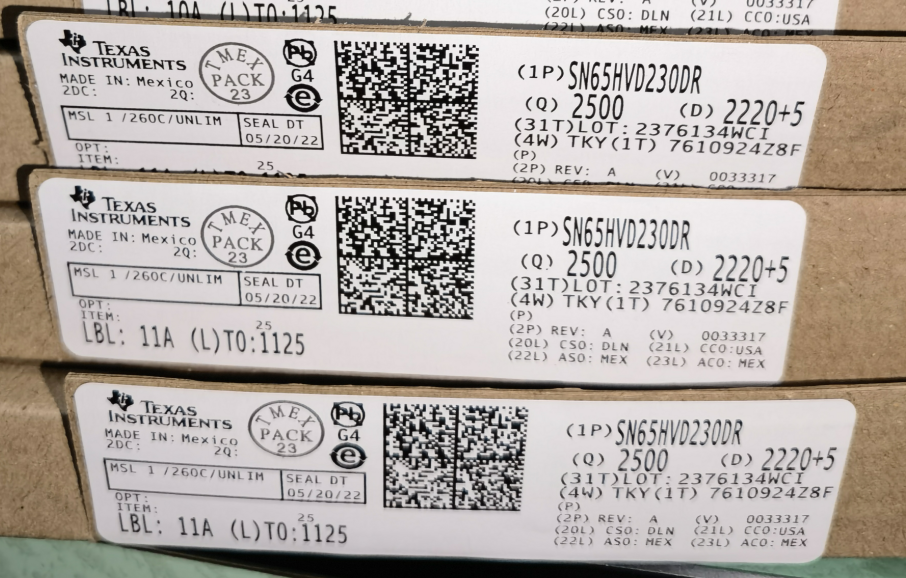 LBL: 10A (L)TO:1125
25
(20L) CSO: DLN (21L) CCO:USA
TEXAS
INSTRUMENTS
MADE IN: Mexico
2DC: 2Q:
TMEX
PACK
23
Pb
G4
e
MSL 1 /260C/UNLIM
SEAL DT
05/20/22
OPT:
ITEM:
25
(1P) SN65HVD230DR
(Q) 2500 (D) 2220+5
(31T)LOT: 2376134WCI
(4W) TKY(1T) 7610924Z8F
(P)
(2P) REV: A (V) 0033317
TEXAS
INSTRUMENTS
MADE IN: Mexico
2DC: 2Q:
TMEX
PACK
23
Pb
G4
e
MSL 1 /260C/UNLIM
SEAL DT
05/20/22
OPT:
ITEM:
25
LBL: 11A (L)TO:1125
(1P) SN65HVD230DR
(Q) 2500 (D) 2220+5
(31T)LOT: 2376134WCI
(4W) TKY(1T) 7610924Z8F
(P)
(2P) REV: A (V) 0033317
(20L) CSO: DLN (21L) CCO:USA
(22L) ASO: MEX (23L) ACO: MEX
TEXAS
INSTRUMENTS
MADE IN: Mexico
2DC: 2Q:
TMEX
PACK
23
Pb
G4
e
MSL 1 /260C/UNLIM
SEAL DT
05/20/22
OPT:
ITEM:
25
LBL: 11A (L)TO:1125
(1P) SN65HVD230DR
(Q) 2500 (D) 2220+5
(31T)LOT: 2376134WCI
(4W) TKY(1T) 7610924Z8F
(P)
(2P) REV: A (V) 0033317
(20L) CSO: DLN (21L) CCO:USA
(22L) ASO: MEX (23L) ACO: MEX